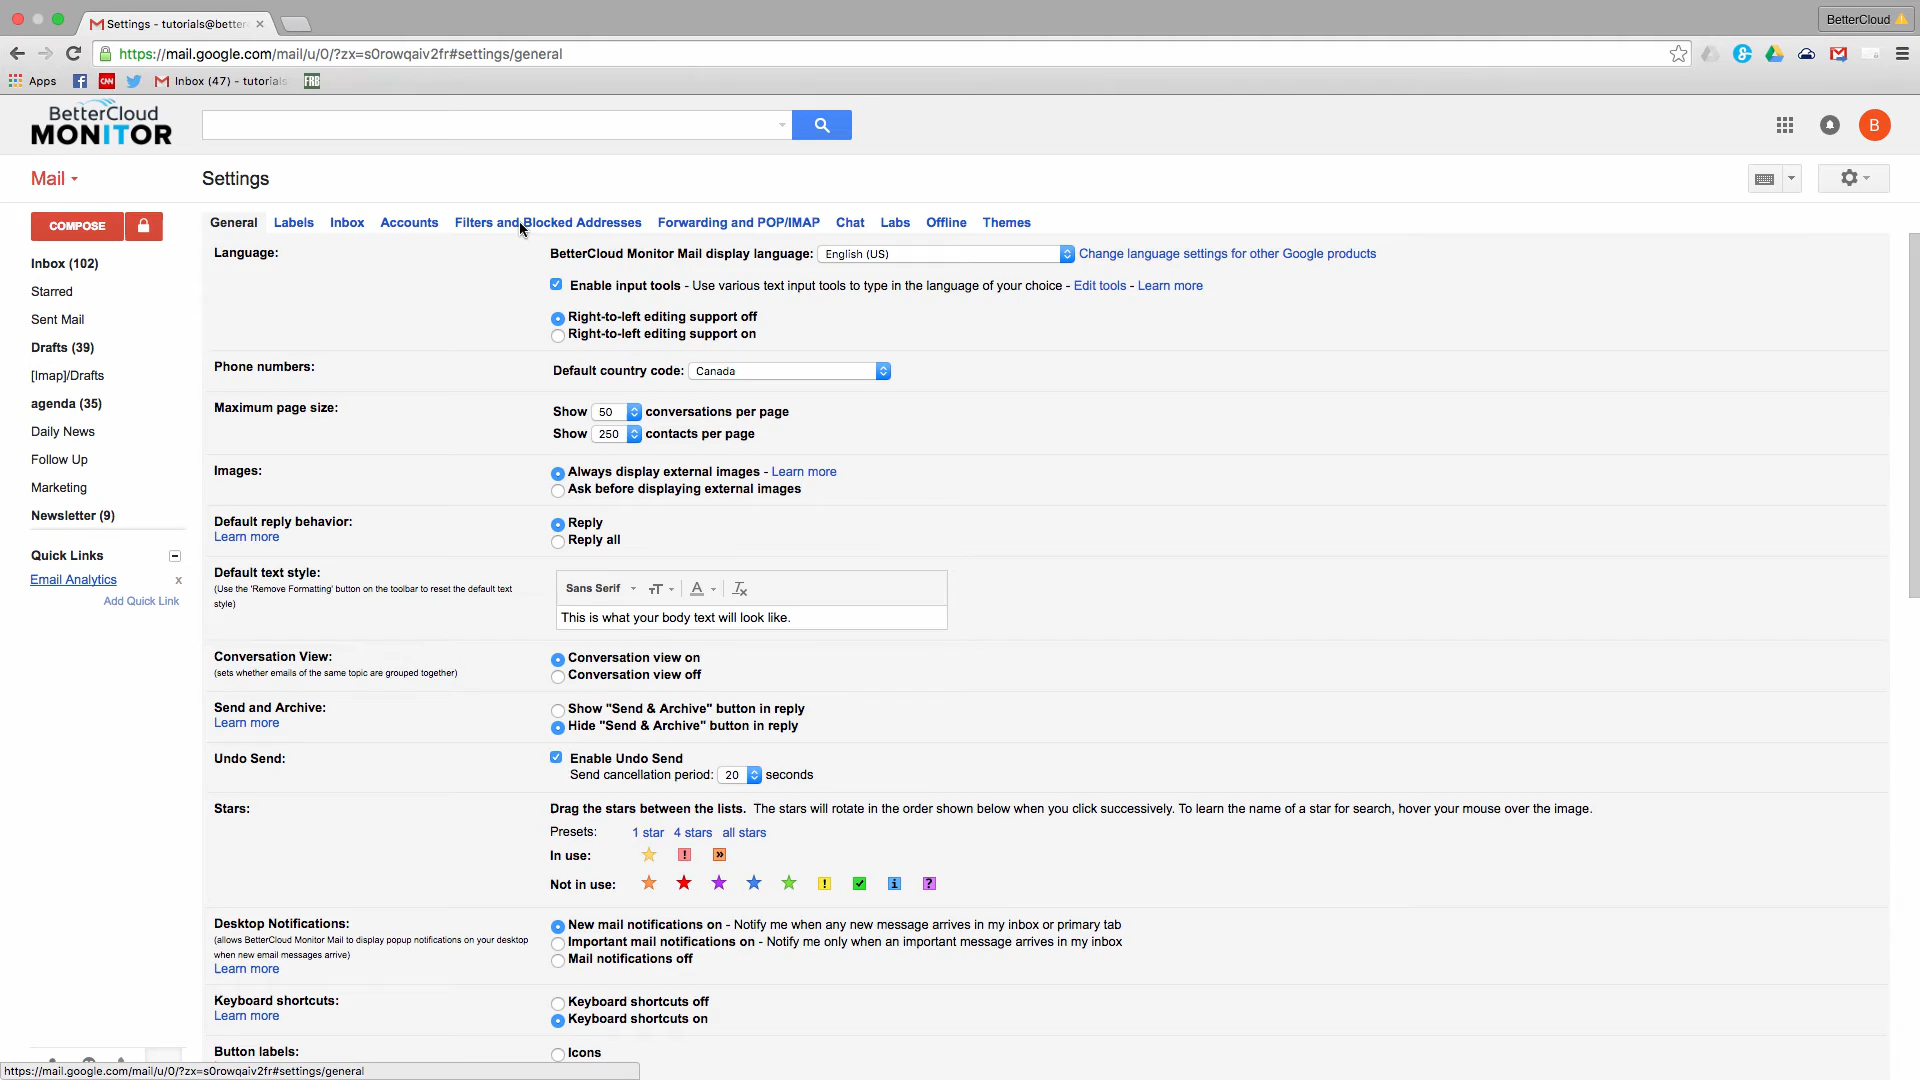 Settings - tutorials@better
BetterCloud
https://mail.google.com/mail/u/0/?zx=s0rowqaiv2fr#settings/general
Apps
CNN
Inbox (47) - tutorials
FRB
BetterCloud
MONITOR
B
Mail
Settings
COMPOSE
General Labels Inbox Accounts Filters and Blocked Addresses Forwarding and POP/IMAP Chat Labs Offline Themes
Inbox (102)
Starred
Sent Mail
Drafts (39)
[Imap]/Drafts
agenda (35)
Daily News
Follow Up
Marketing
Newsletter (9)
Quick Links
Email Analytics x
Add Quick Link
Language:
BetterCloud Monitor Mail display language: English (US) Change language settings for other Google products
Enable input tools - Use various text input tools to type in the language of your choice - Edit tools - Learn more
Right-to-left editing support off
Right-to-left editing support on
Phone numbers:
Default country code: Canada
Maximum page size:
Show 50 conversations per page
Show 250 contacts per page
Images:
Always display external images - Learn more
Ask before displaying external images
Default reply behavior:
Learn more
Reply
Reply all
Default text style:
(Use the 'Remove Formatting' button on the toolbar to reset the default text
style)
Sans Serif
This is what your body text will look like.
Conversation View:
(sets whether emails of the same topic are grouped together)
Conversation view on
Conversation view off
Send and Archive:
Learn more
Show "Send & Archive" button in reply
Hide "Send & Archive" button in reply
Undo Send:
Enable Undo Send
Send cancellation period: 20 seconds
Stars:
Drag the stars between the lists. The stars will rotate in the order shown below when you click successively. To learn the name of a star for search, hover your mouse over the image.
Presets: 1 star 4 stars all stars
In use:
Not in use:
Desktop Notifications:
(allows BetterCloud Monitor Mail to display popup notifications on your desktop
when new email messages arrive)
Learn more
New mail notifications on - Notify me when any new message arrives in my inbox or primary tab
Important mail notifications on - Notify me only when an important message arrives in my inbox
Mail notifications off
Keyboard shortcuts:
Learn more
Keyboard shortcuts off
Keyboard shortcuts on
Button labels:
Icons
https://mail.google.com/mail/u/0/?zx=s0rowqaiv2fr#settings/general